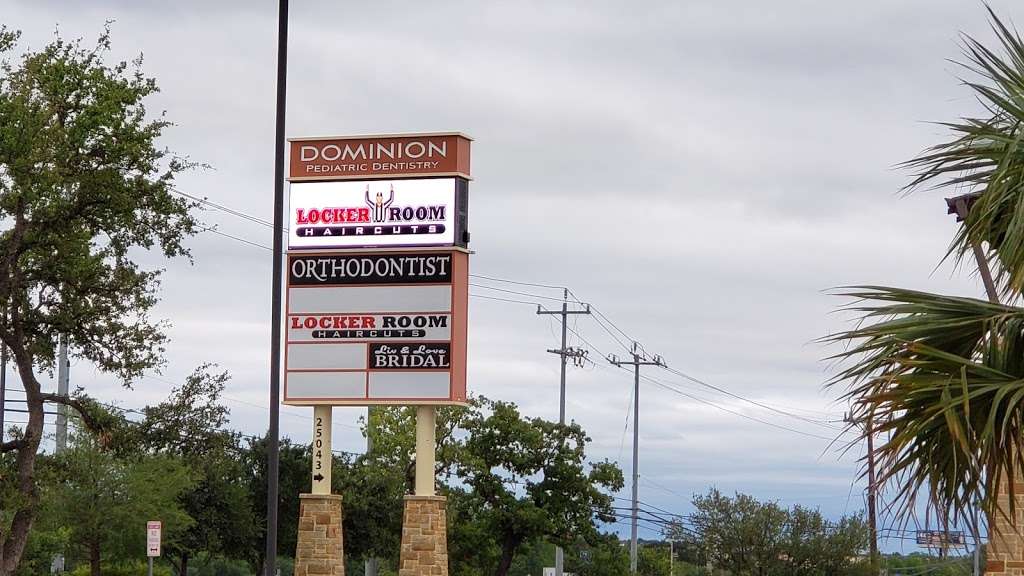 DOMINION
PEDIATRIC DENTISTRY
LOCKER ROOM
HAIRCUTS
ORTHODONTIST
LOCKER ROOM
HAIRCUTS
Liv & Love
BRIDAL
25043